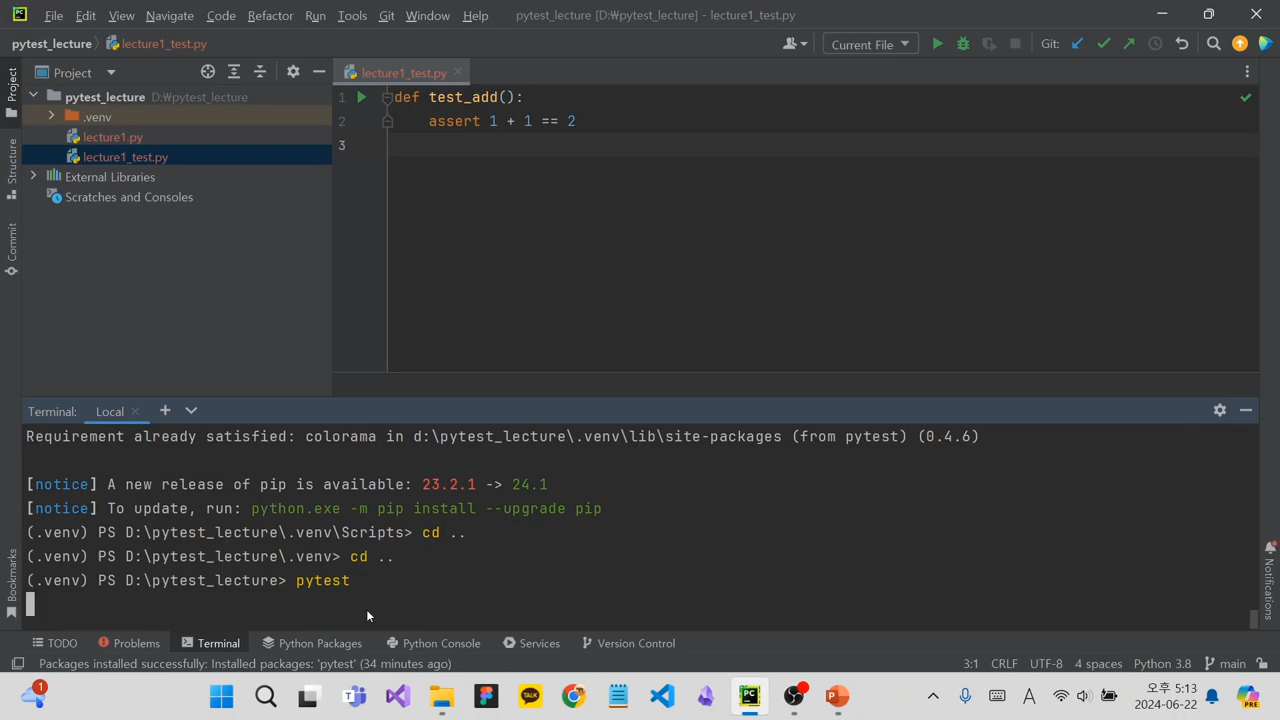 File Edit View Navigate Code Refactor Run Tools Git Window Help pytest_lecture [D:₩pytest_lecture] - lecture1_test.py
pytest_lecture lecture1_test.py Current File Git:
Project
lecture1_test.py
pytest_lecture D:₩pytest_lecture
.venv
lecture1.py
lecture1_test.py
External Libraries
Scratches and Consoles
1 def test_add():
2 assert 1 + 1 == 2
3
Project
Structure
Commit
Bookmarks
Notifications
Terminal: Local
Requirement already satisfied: colorama in d:\pytest_lecture\.venv\lib\site-packages (from pytest) (0.4.6)
[notice] A new release of pip is available: 23.2.1 -> 24.1
[notice] To update, run: python.exe -m pip install --upgrade pip
(.venv) PS D:\pytest_lecture\.venv\Scripts> cd ..
(.venv) PS D:\pytest_lecture\.venv> cd ..
(.venv) PS D:\pytest_lecture> pytest
TODO Problems Terminal Python Packages Python Console Services Version Control
Packages installed successfully: Installed packages: 'pytest' (34 minutes ago) 3:1 CRLF UTF-8 4 spaces Python 3.8 main
1
TALK
PC
A
오후 5:13
2024-06-22
PRE